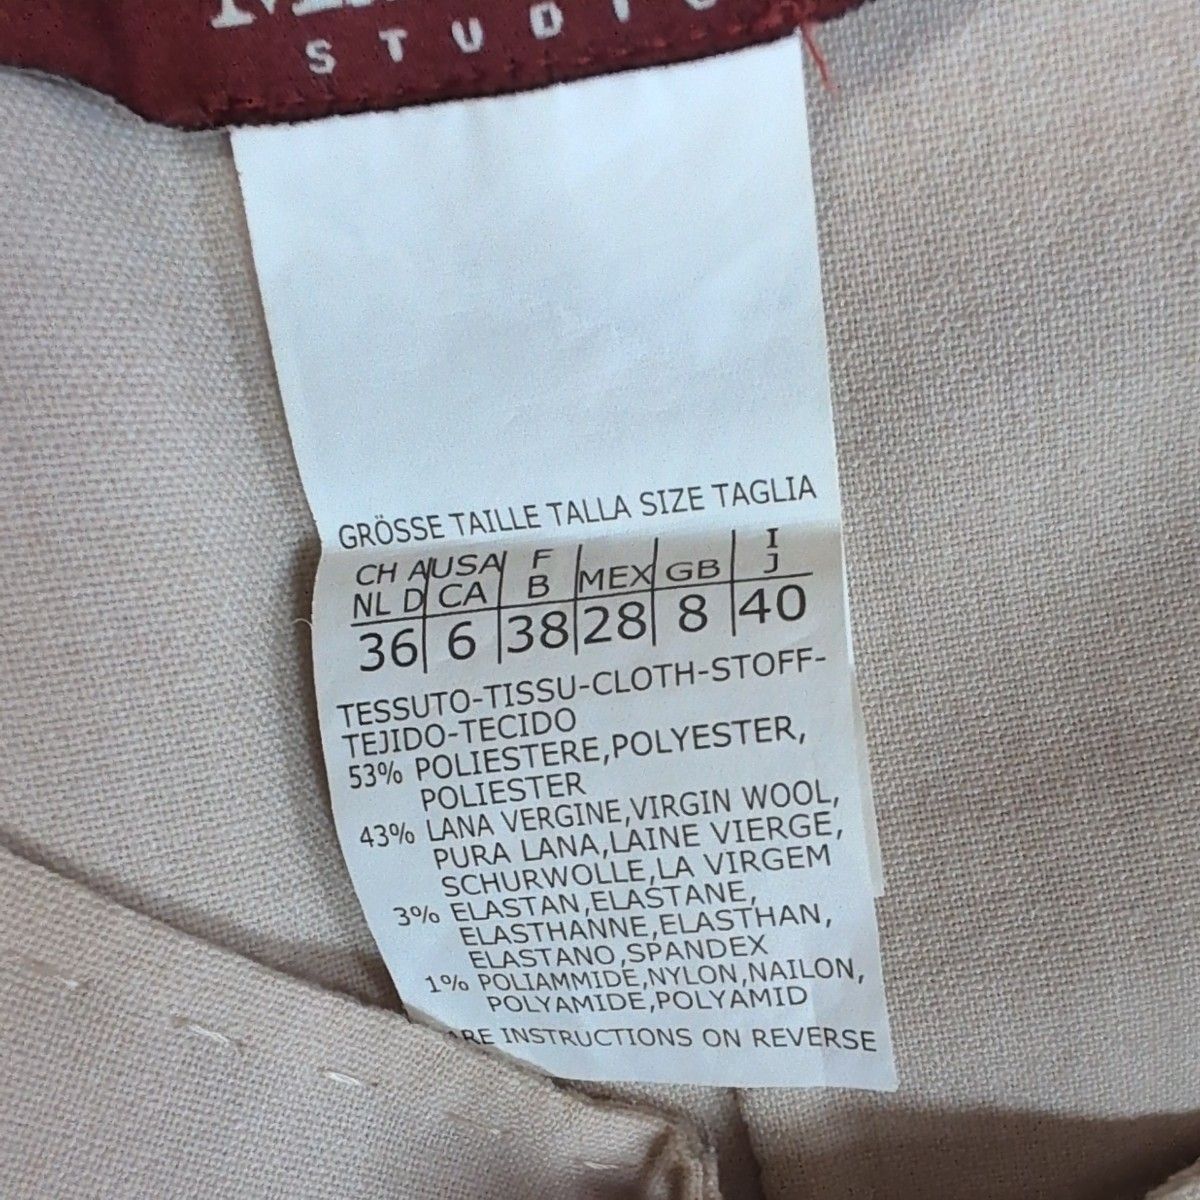 STUDIO
GRÖSSE TAILLE TALLA SIZE TAGLIA
CH A USA F MEX GB I
NL D CA B J
36 6 38 28 8 40
TESSUTO-TISSU-CLOTH-STOFF-
TEJIDO-TECIDO
53% POLIESTERE,POLYESTER,
POLIESTER
43% LANA VERGINE,VIRGIN WOOL,
PURA LANA,LAINE VIERGE,
SCHURWOLLE,LA VIRGEM
3% ELASTAN,ELASTANE,
ELASTHANNE,ELASTHAN,
ELASTANO,SPANDEX
1% POLIAMMIDE,NYLON,NAILON,
POLYAMIDE,POLYAMID
INSTRUCTIONS ON REVERSE